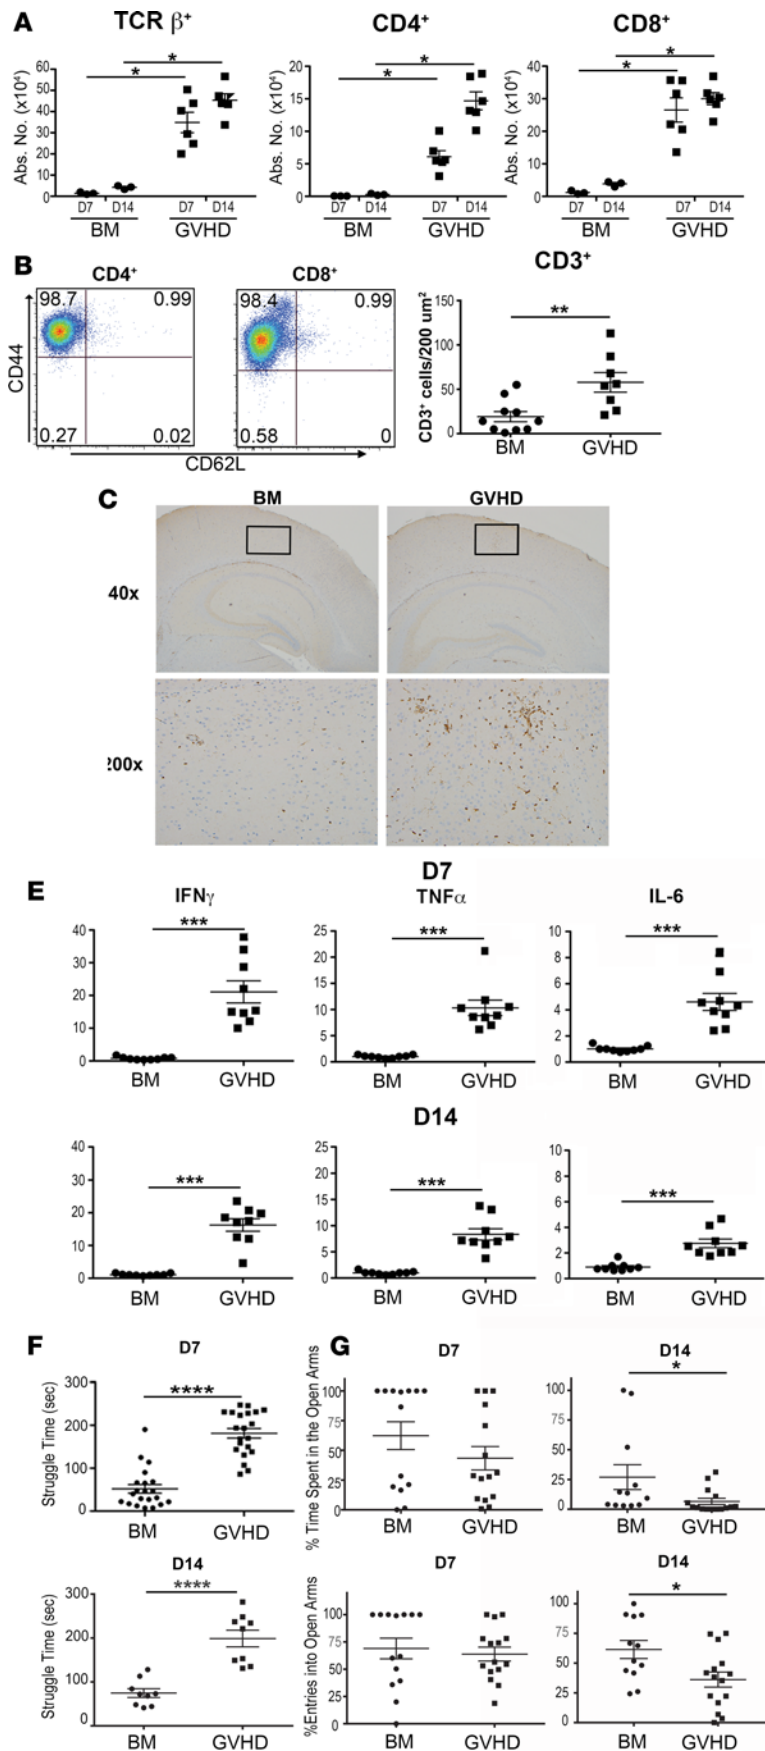 A
TCR β⁺ CD4⁺ CD8⁺
Abs. No. (x10⁴) Abs. No. (x10⁴) Abs. No. (x10⁴)
* * * * * *
60 50 40 30 20 10 0
20 15 10 5 0
40 30 20 10 0
D7 D14 D7 D14 D7 D14 D7 D14 D7 D14 D7 D14
BM GVHD BM GVHD BM GVHD
B
CD4⁺ CD8⁺ CD3⁺
CD44
98.7 0.99
0.27 0.02
98.4 0.99
0.58 0
CD62L
CD3⁺ cells/200 um²
150 100 50 0
**
BM GVHD
C
BM GVHD
40x
200x
E
D7
IFNγ TNFα IL-6
*** *** ***
40 30 20 10 0
25 20 15 10 5 0
10 8 6 4 2 0
BM GVHD BM GVHD BM GVHD
D14
*** *** ***
40 30 20 10 0
25 20 15 10 5 0
10 8 6 4 2 0
BM GVHD BM GVHD BM GVHD
F
D7
Struggle Time (sec)
300 200 100 0
****
BM GVHD
D14
Struggle Time (sec)
300 200 100 0
****
BM GVHD
G
D7 D14
% Time Spent in the Open Arms
100 75 50 25 0
100 75 50 25 0
*
BM GVHD BM GVHD
D7 D14
%Entries into Open Arms
100 75 50 25 0
100 75 50 25 0
*
BM GVHD BM GVHD